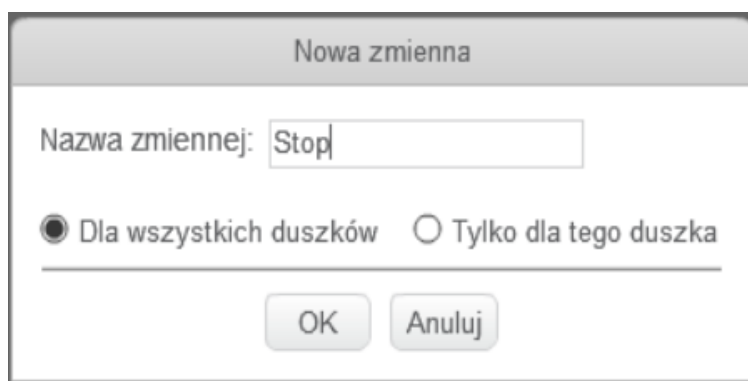 Nowa zmienna
Nazwa zmiennej: Stop
Dla wszystkich duszków Tylko dla tego duszka
OK Anuluj